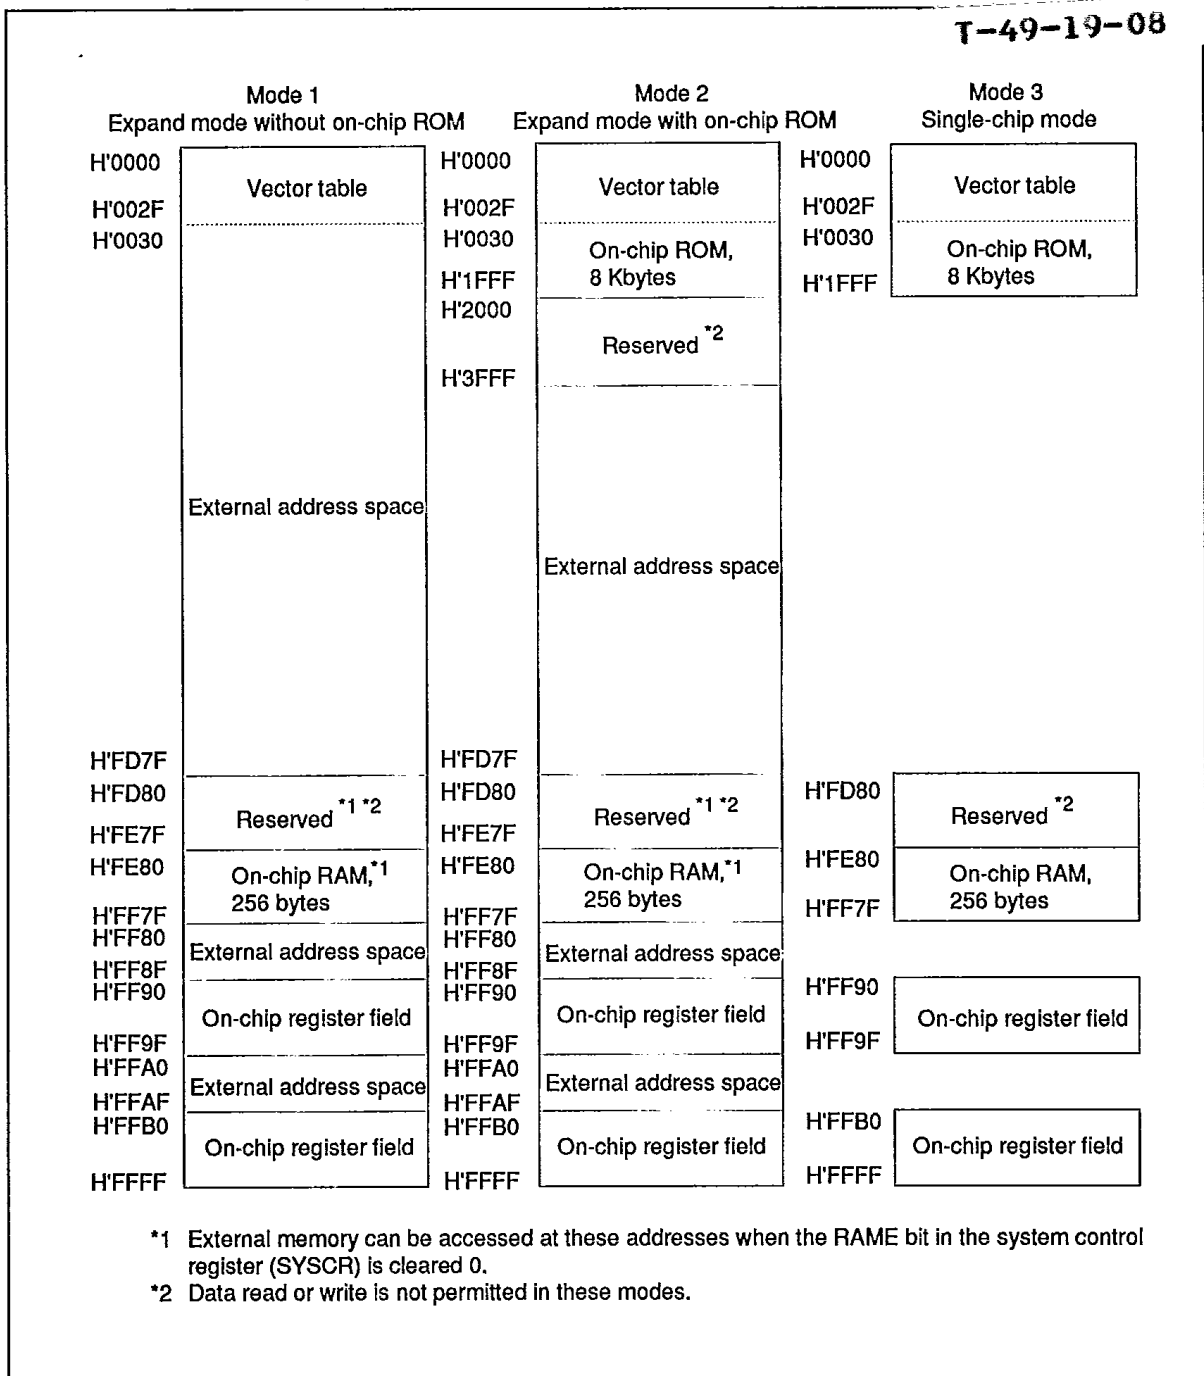 T-49-19-08
Mode 1
Expand mode without on-chip ROM
H'0000
Vector table
H'002F
H'0030
External address space
H'FD7F
H'FD80
Reserved *1 *2
H'FE7F
H'FE80
On-chip RAM,*1
256 bytes
H'FF7F
H'FF80
External address space
H'FF8F
H'FF90
On-chip register field
H'FF9F
H'FFA0
External address space
H'FFAF
H'FFB0
On-chip register field
H'FFFF
Mode 2
Expand mode with on-chip ROM
H'0000
Vector table
H'002F
H'0030
On-chip ROM,
8 Kbytes
H'1FFF
H'2000
Reserved *2
H'3FFF
External address space
H'FD7F
H'FD80
Reserved *1 *2
H'FE7F
H'FE80
On-chip RAM,*1
256 bytes
H'FF7F
H'FF80
External address space
H'FF8F
H'FF90
On-chip register field
H'FF9F
H'FFA0
External address space
H'FFAF
H'FFB0
On-chip register field
H'FFFF
Mode 3
Single-chip mode
H'0000
Vector table
H'002F
H'0030
On-chip ROM,
8 Kbytes
H'1FFF
H'FD80
Reserved *2
H'FE80
On-chip RAM,
256 bytes
H'FF7F
H'FF90
On-chip register field
H'FF9F
H'FFB0
On-chip register field
H'FFFF
*1 External memory can be accessed at these addresses when the RAME bit in the system control
register (SYSCR) is cleared 0.
*2 Data read or write is not permitted in these modes.